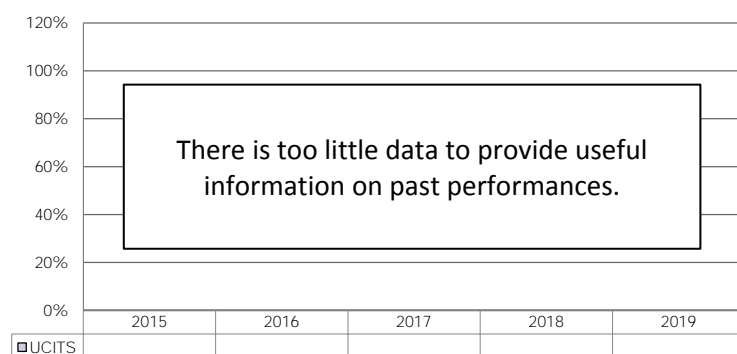 120%
100%
80%
60%
40%
20%
0%
There is too little data to provide useful
information on past performances.
2015 2016 2017 2018 2019
UCITS